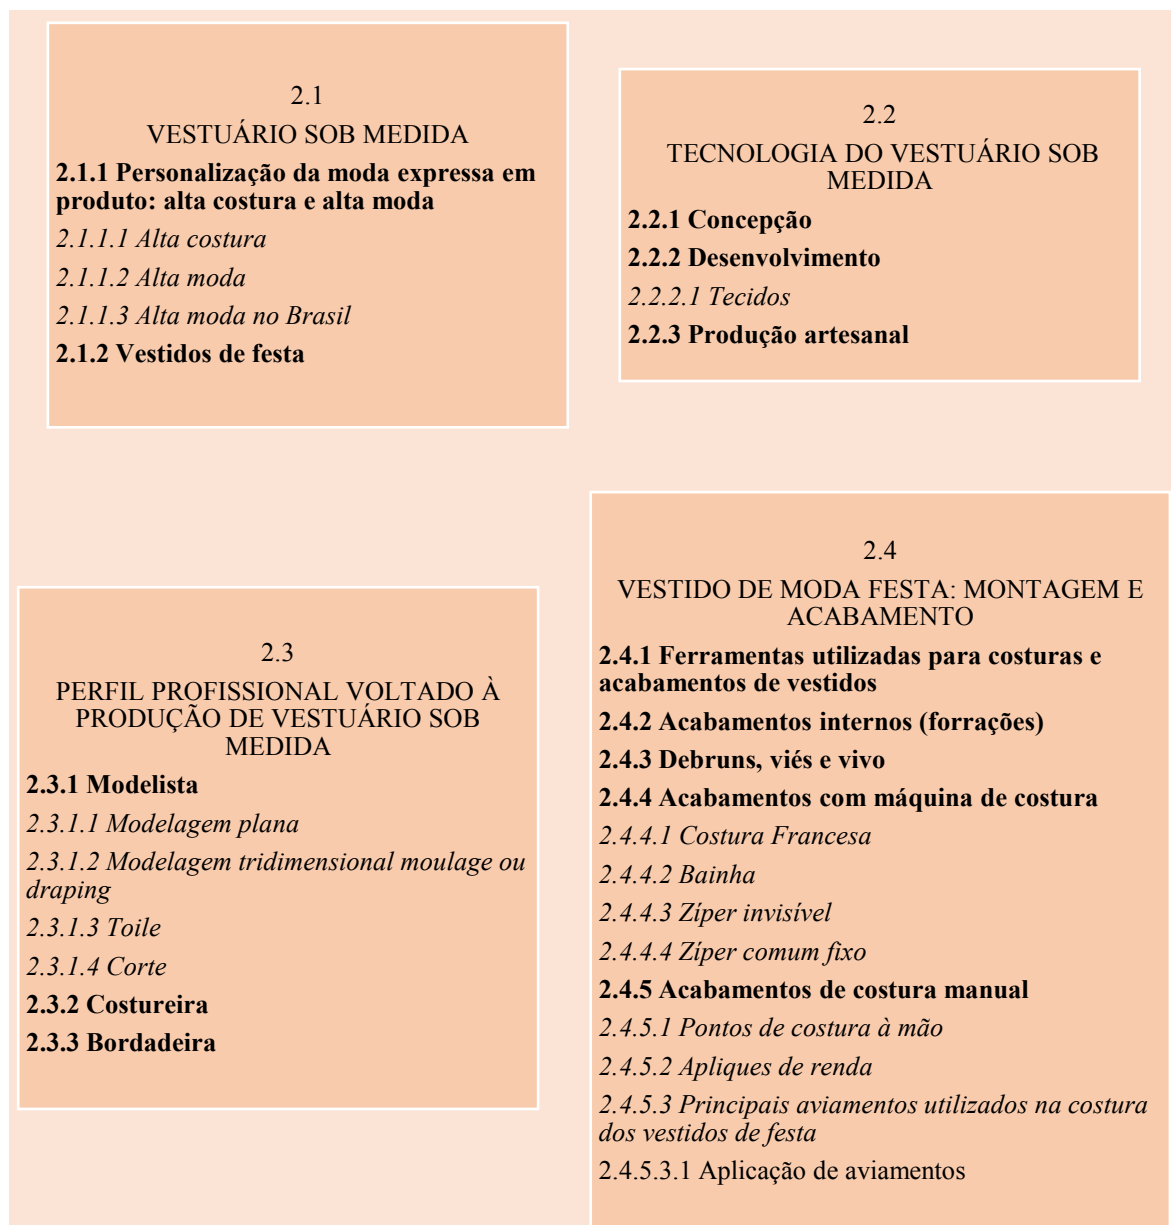 2.1
VESTUÁRIO SOB MEDIDA
2.1.1 Personalização da moda expressa em
produto: alta costura e alta moda
2.1.1.1 Alta costura
2.1.1.2 Alta moda
2.1.1.3 Alta moda no Brasil
2.1.2 Vestidos de festa
2.2
TECNOLOGIA DO VESTUÁRIO SOB
MEDIDA
2.2.1 Concepção
2.2.2 Desenvolvimento
2.2.2.1 Tecidos
2.2.3 Produção artesanal
2.3
PERFIL PROFISSIONAL VOLTADO À
PRODUÇÃO DE VESTUÁRIO SOB
MEDIDA
2.3.1 Modelista
2.3.1.1 Modelagem plana
2.3.1.2 Modelagem tridimensional moulage ou
draping
2.3.1.3 Toile
2.3.1.4 Corte
2.3.2 Costureira
2.3.3 Bordadeira
2.4
VESTIDO DE MODA FESTA: MONTAGEM E
ACABAMENTO
2.4.1 Ferramentas utilizadas para costuras e
acabamentos de vestidos
2.4.2 Acabamentos internos (forrações)
2.4.3 Debruns, viés e vivo
2.4.4 Acabamentos com máquina de costura
2.4.4.1 Costura Francesa
2.4.4.2 Bainha
2.4.4.3 Zíper invisível
2.4.4.4 Zíper comum fixo
2.4.5 Acabamentos de costura manual
2.4.5.1 Pontos de costura à mão
2.4.5.2 Apliques de renda
2.4.5.3 Principais aviamentos utilizados na costura
dos vestidos de festa
2.4.5.3.1 Aplicação de aviamentos